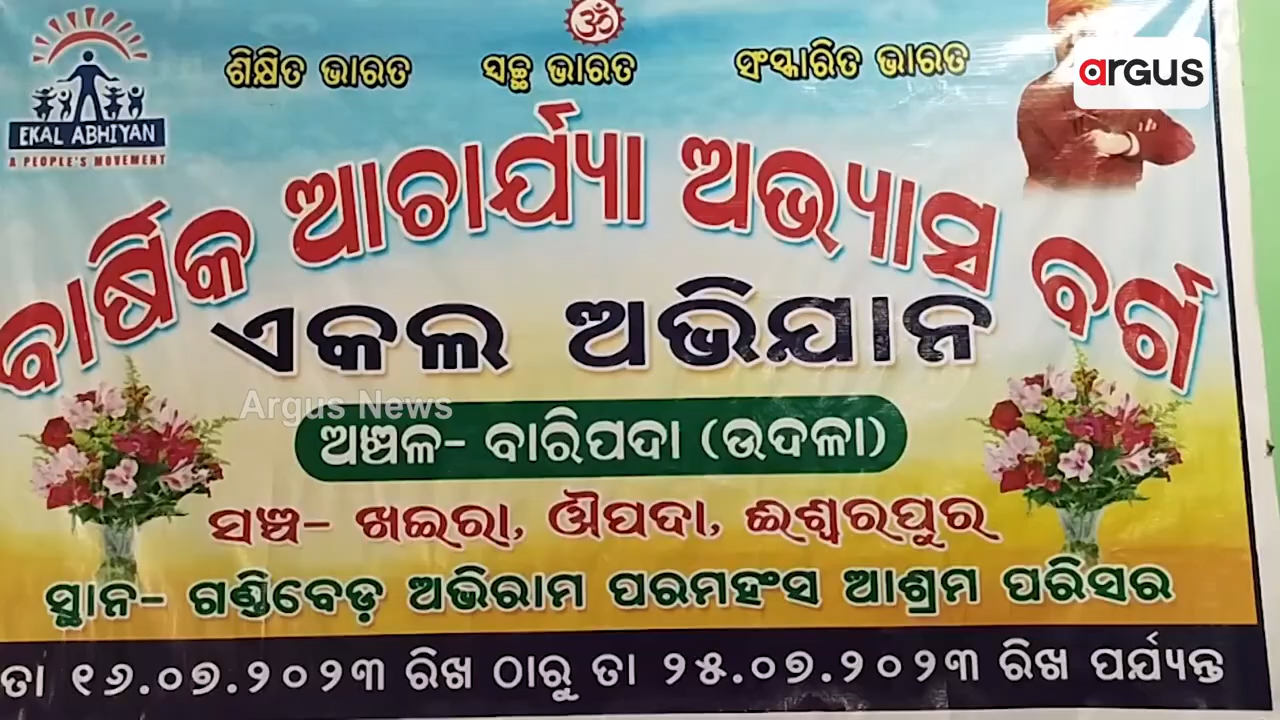 ॐ
ଶିକ୍ଷିତ ଭାରତ ସ୍ବଚ୍ଛ ଭାରତ ସଂସ୍କାରିତ ଭାରତ
argus
EKAL ABHIYAN
A PEOPLE'S MOVEMENT
ବାର୍ଷିକ ଆଚାର୍ଯ୍ୟା ଅଭ୍ୟାସ ବର୍ଗ
ଏକଲ ଅଭିଯାନ
Argus News
ଅଞ୍ଚଳ- ବାରିପଦା (ଉଦଳା)
ସଞ୍ଚ- ଖଇରା, ଔପଦା, ଈଶ୍ୱରପୁର
ସ୍ଥାନ- ଗଣ୍ଡିବେଡ଼ ଅଭିରାମ ପରମହଂସ ଆଶ୍ରମ ପରିସର
ତା ୧୬.୦୭.୨୦୨୩ ରିଖ ଠାରୁ ତା ୨୫.୦୭.୨୦୨୩ ରିଖ ପର୍ଯ୍ୟନ୍ତ